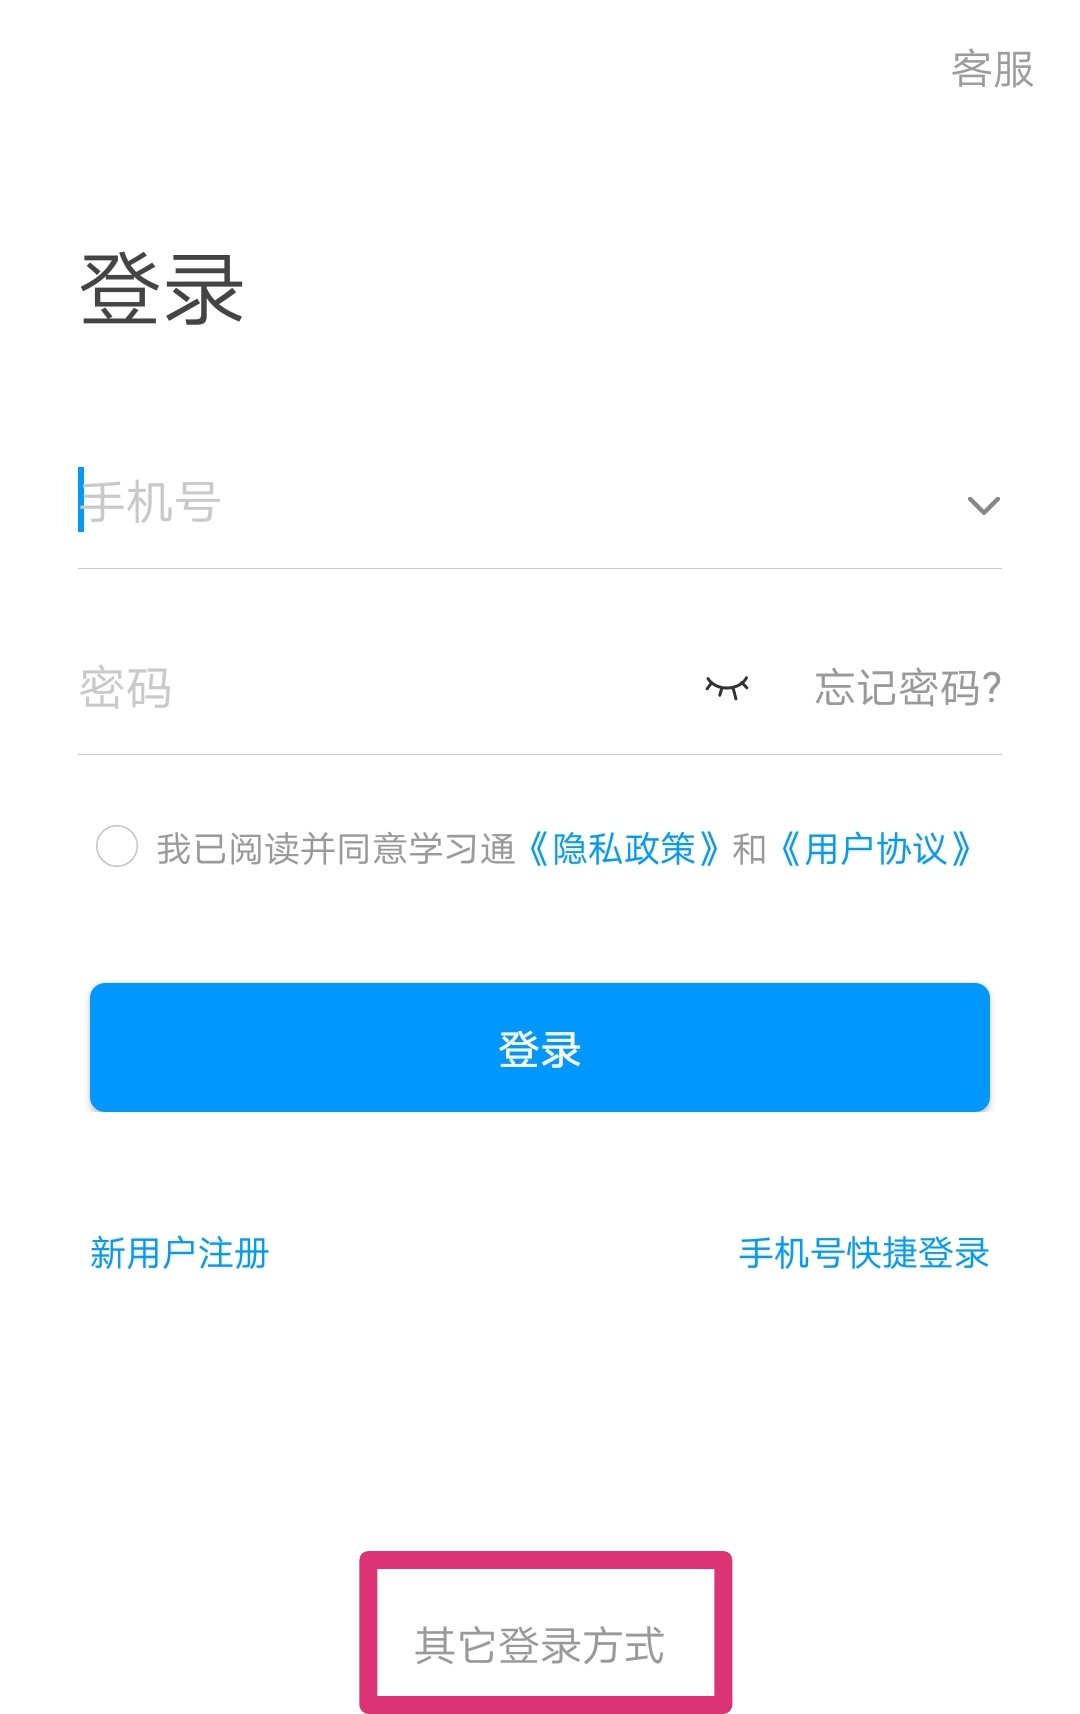 客服
登录
手机号
密码 忘记密码?
我已阅读并同意学习通《隐私政策》和《用户协议》
登录
新用户注册 手机号快捷登录
其它登录方式